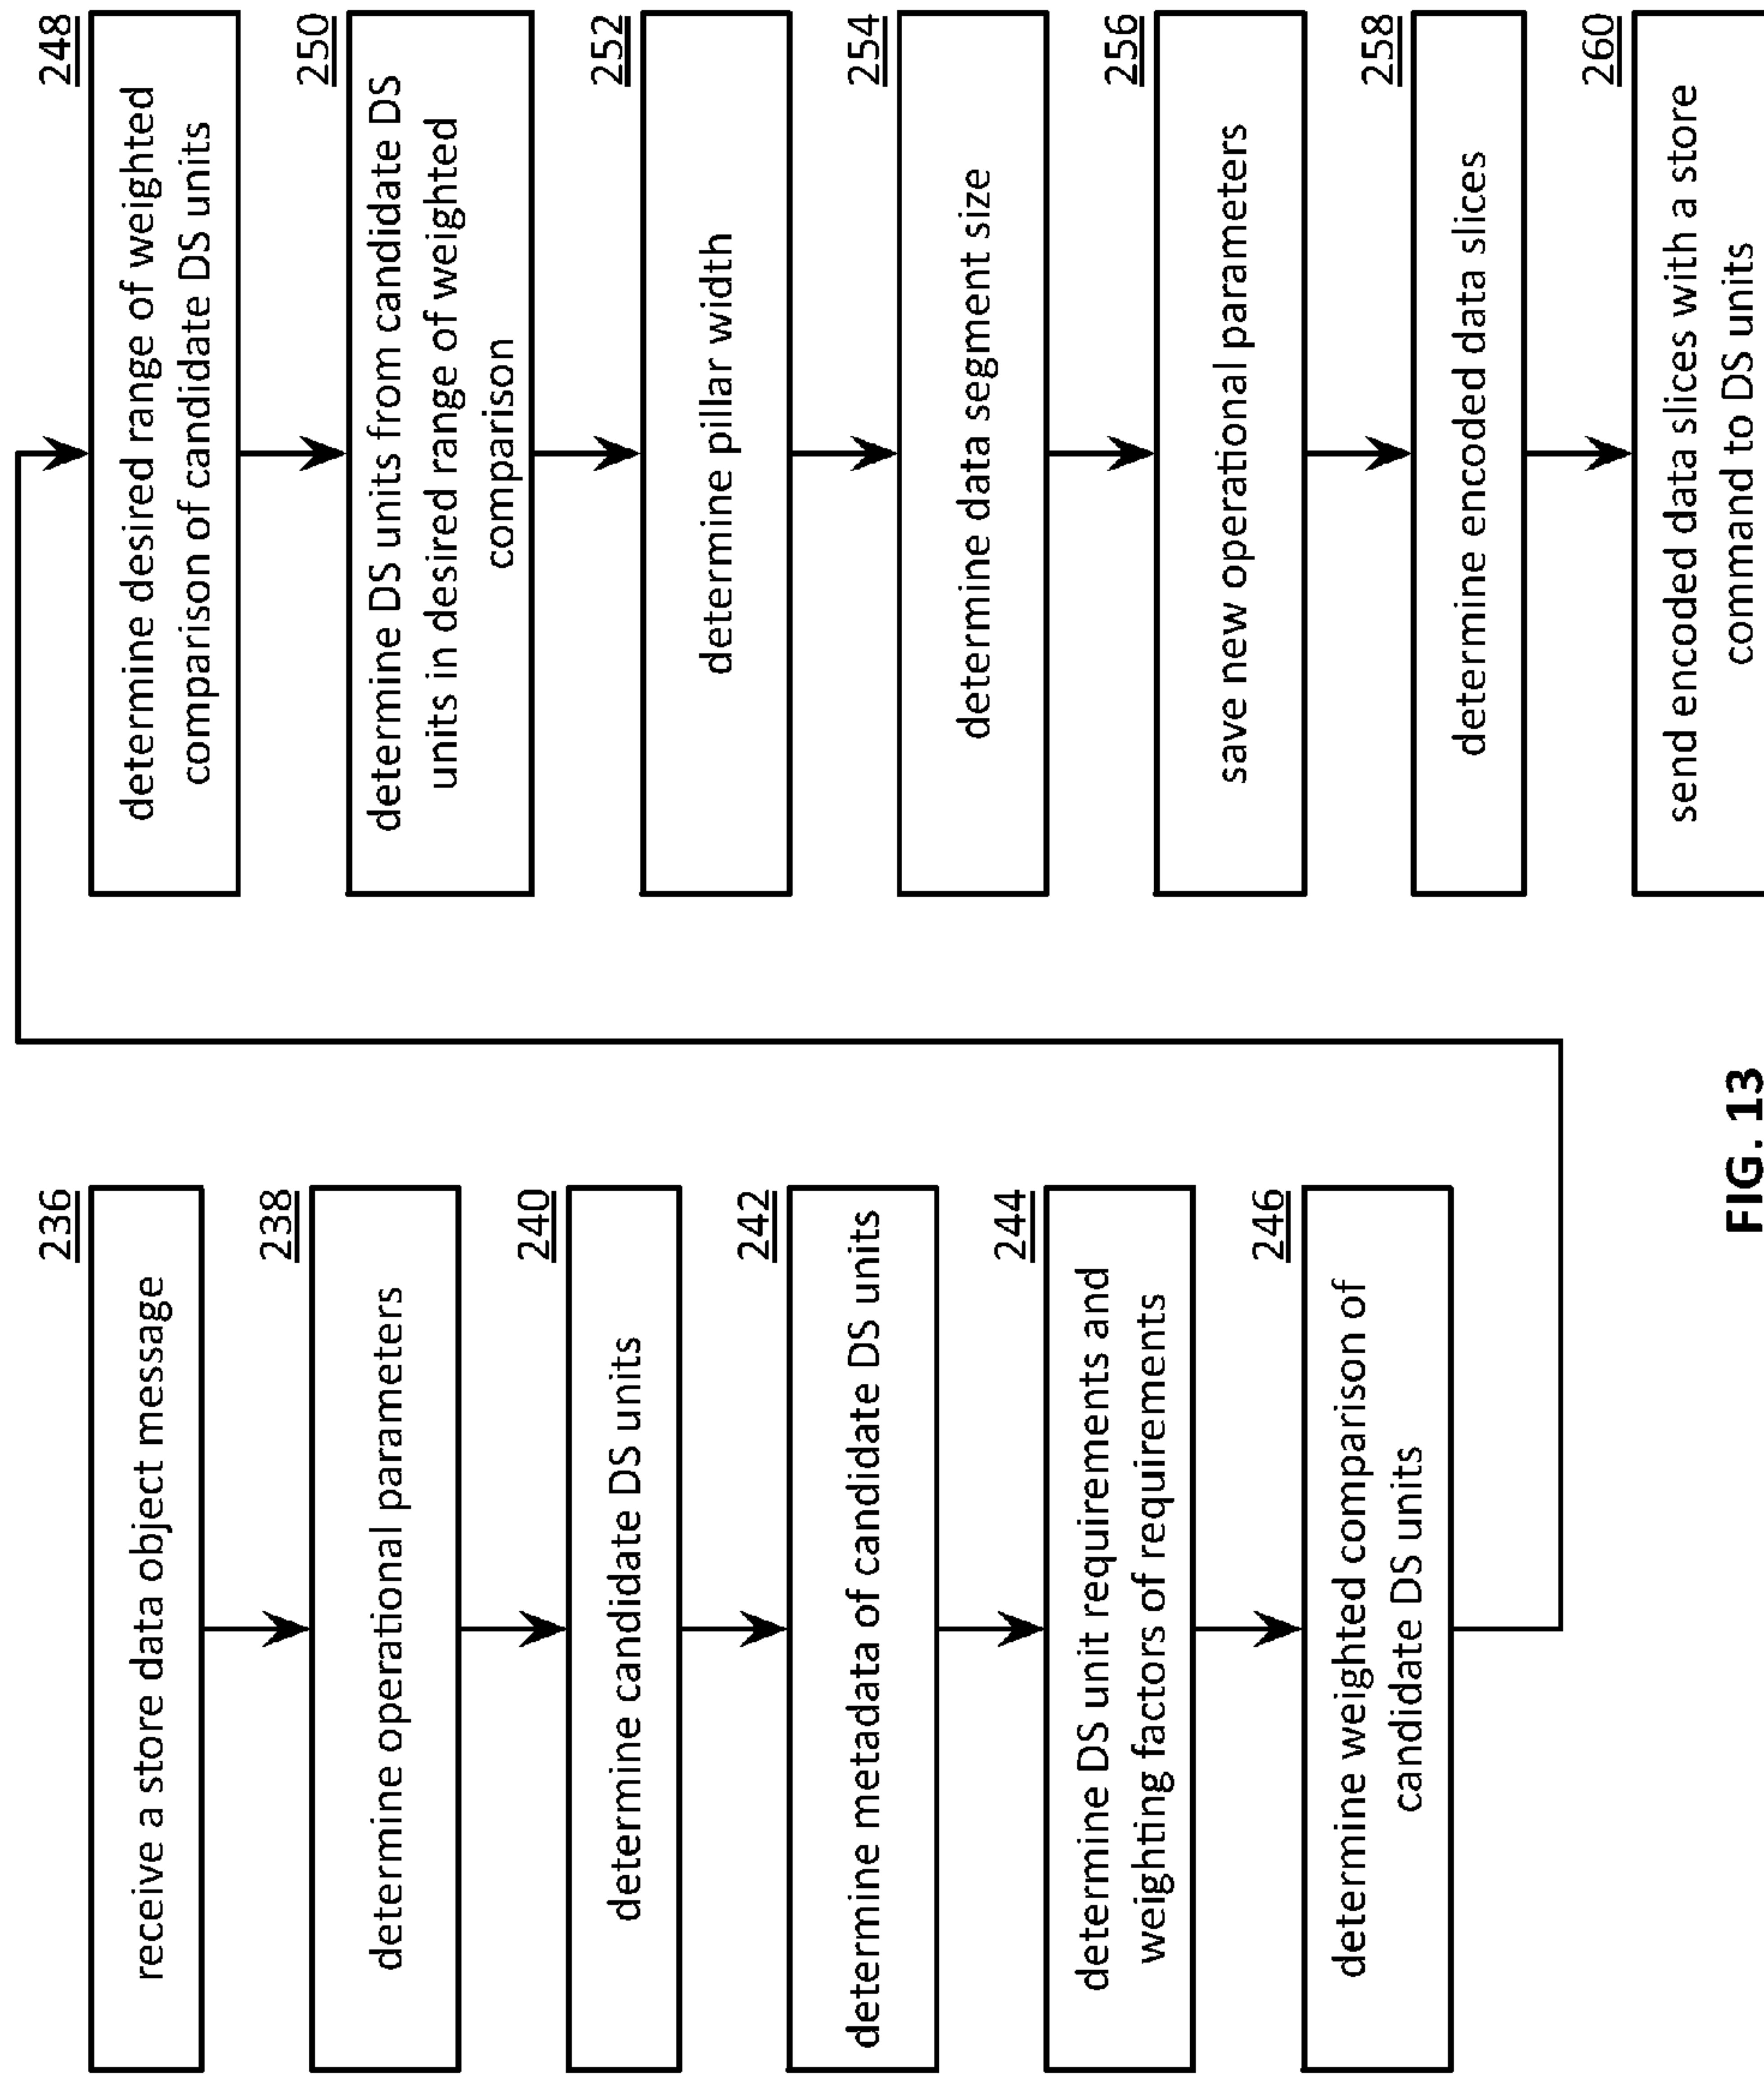 236
receive a store data object message
238
determine operational parameters
240
determine candidate DS units
242
determine metadata of candidate DS units
244
determine DS unit requirements and
weighting factors of requirements
246
determine weighted comparison of
candidate DS units
248
determine desired range of weighted
comparison of candidate DS units
250
determine DS units from candidate DS
units in desired range of weighted
comparison
252
determine pillar width
254
determine data segment size
256
save new operational parameters
258
determine encoded data slices
260
send encoded data slices with a store
command to DS units
FIG. 13